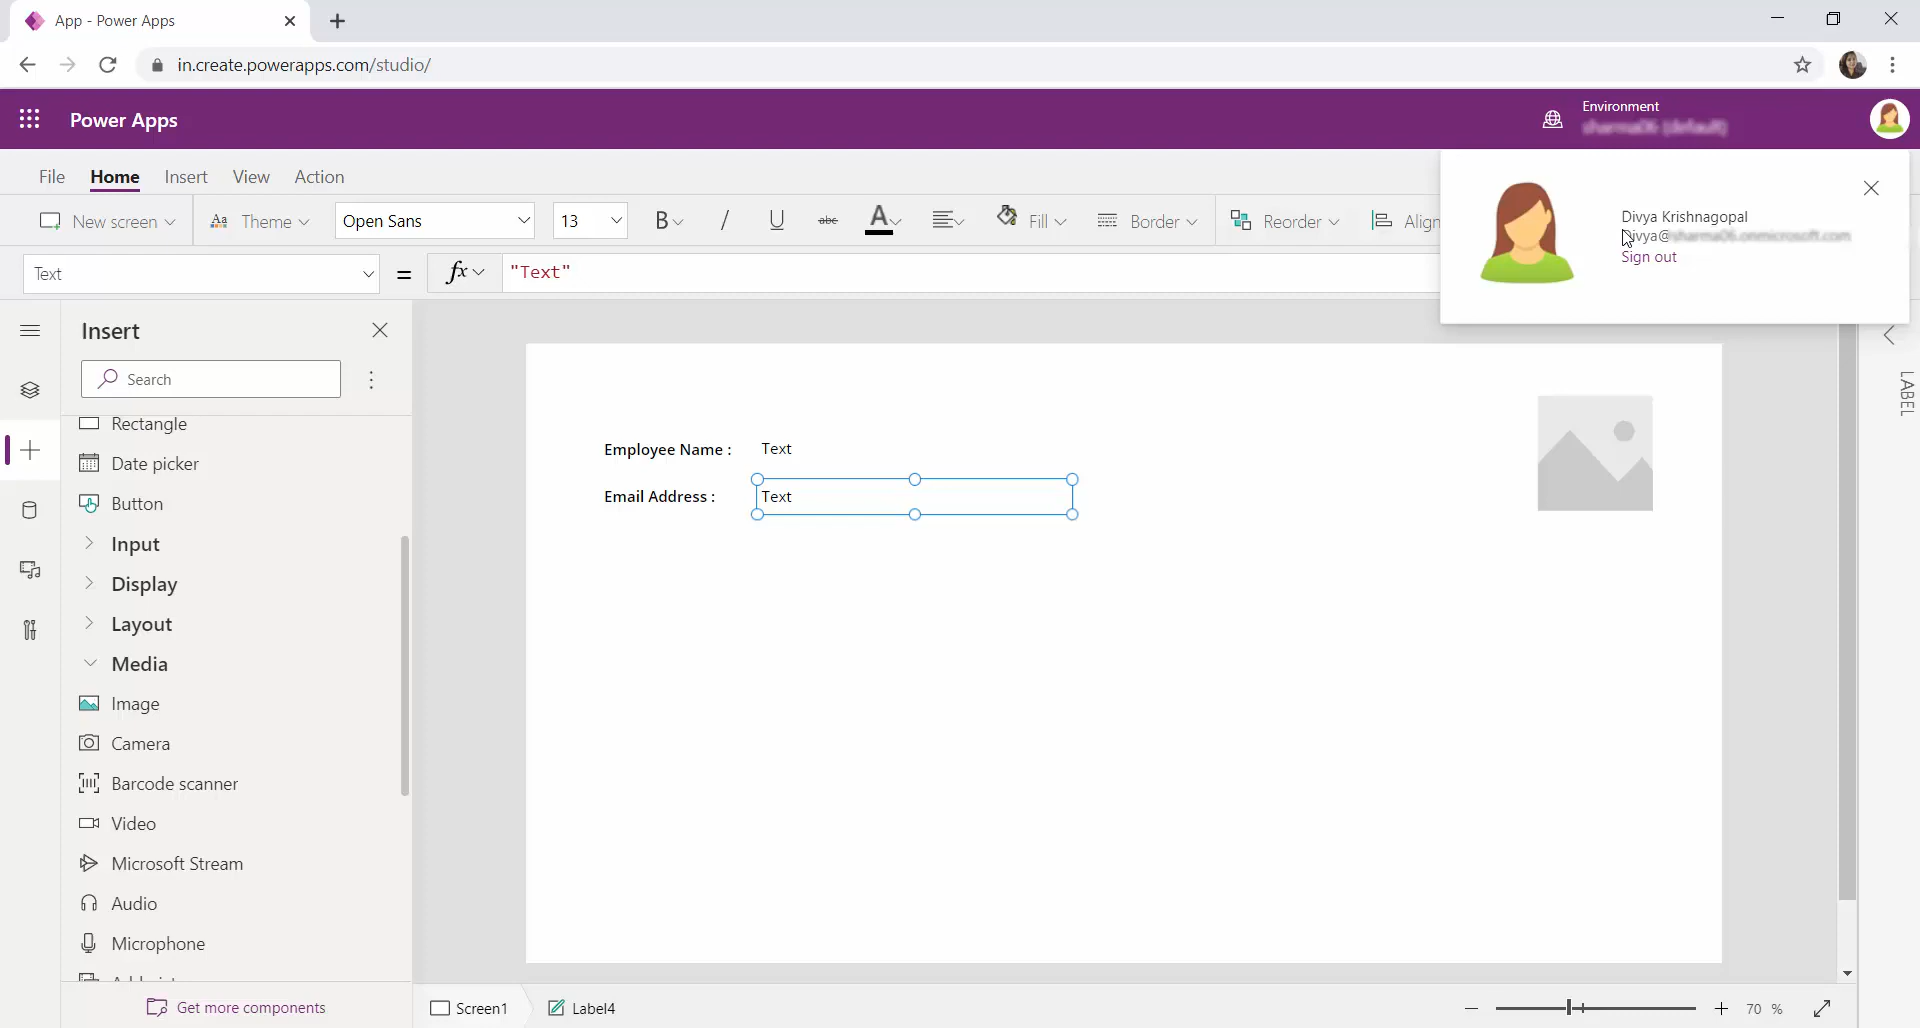 App - Power Apps
in.create.powerapps.com/studio/
Power Apps
Environment
File Home Insert View Action
New screen
Theme
Open Sans
13
B
/
U
abc
A
Fill
Border
Reorder
Align
Divya Krishnagopal
Divya@
Sign out
Text
=
fx
"Text"
Insert
Search
Rectangle
Date picker
Button
Input
Display
Layout
Media
Image
Camera
Barcode scanner
Video
Microsoft Stream
Audio
Microphone
Get more components
Employee Name : Text
Email Address : Text
LABEL
Screen1
Label4
70 %